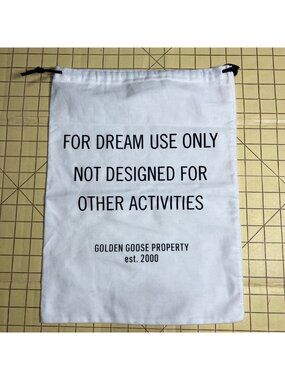 FOR DREAM USE ONLY
NOT DESIGNED FOR
OTHER ACTIVITIES
GOLDEN GOOSE PROPERTY
est. 2000